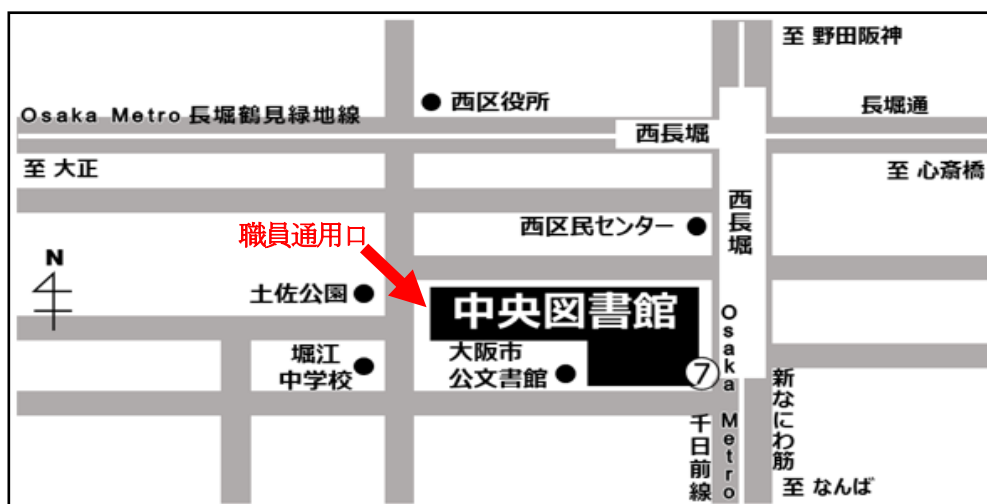 至 野田阪神
西区役所
長堀通
Osaka Metro 長堀鶴見緑地線
西長堀
至 大正
至 心斎橋
西長堀
西区民センター
職員通用口
N
土佐公園
中央図書館
堀江
中学校
大阪市
公文書館
⑦
Osaka Metro
千日前線
新なにわ筋
至 なんば